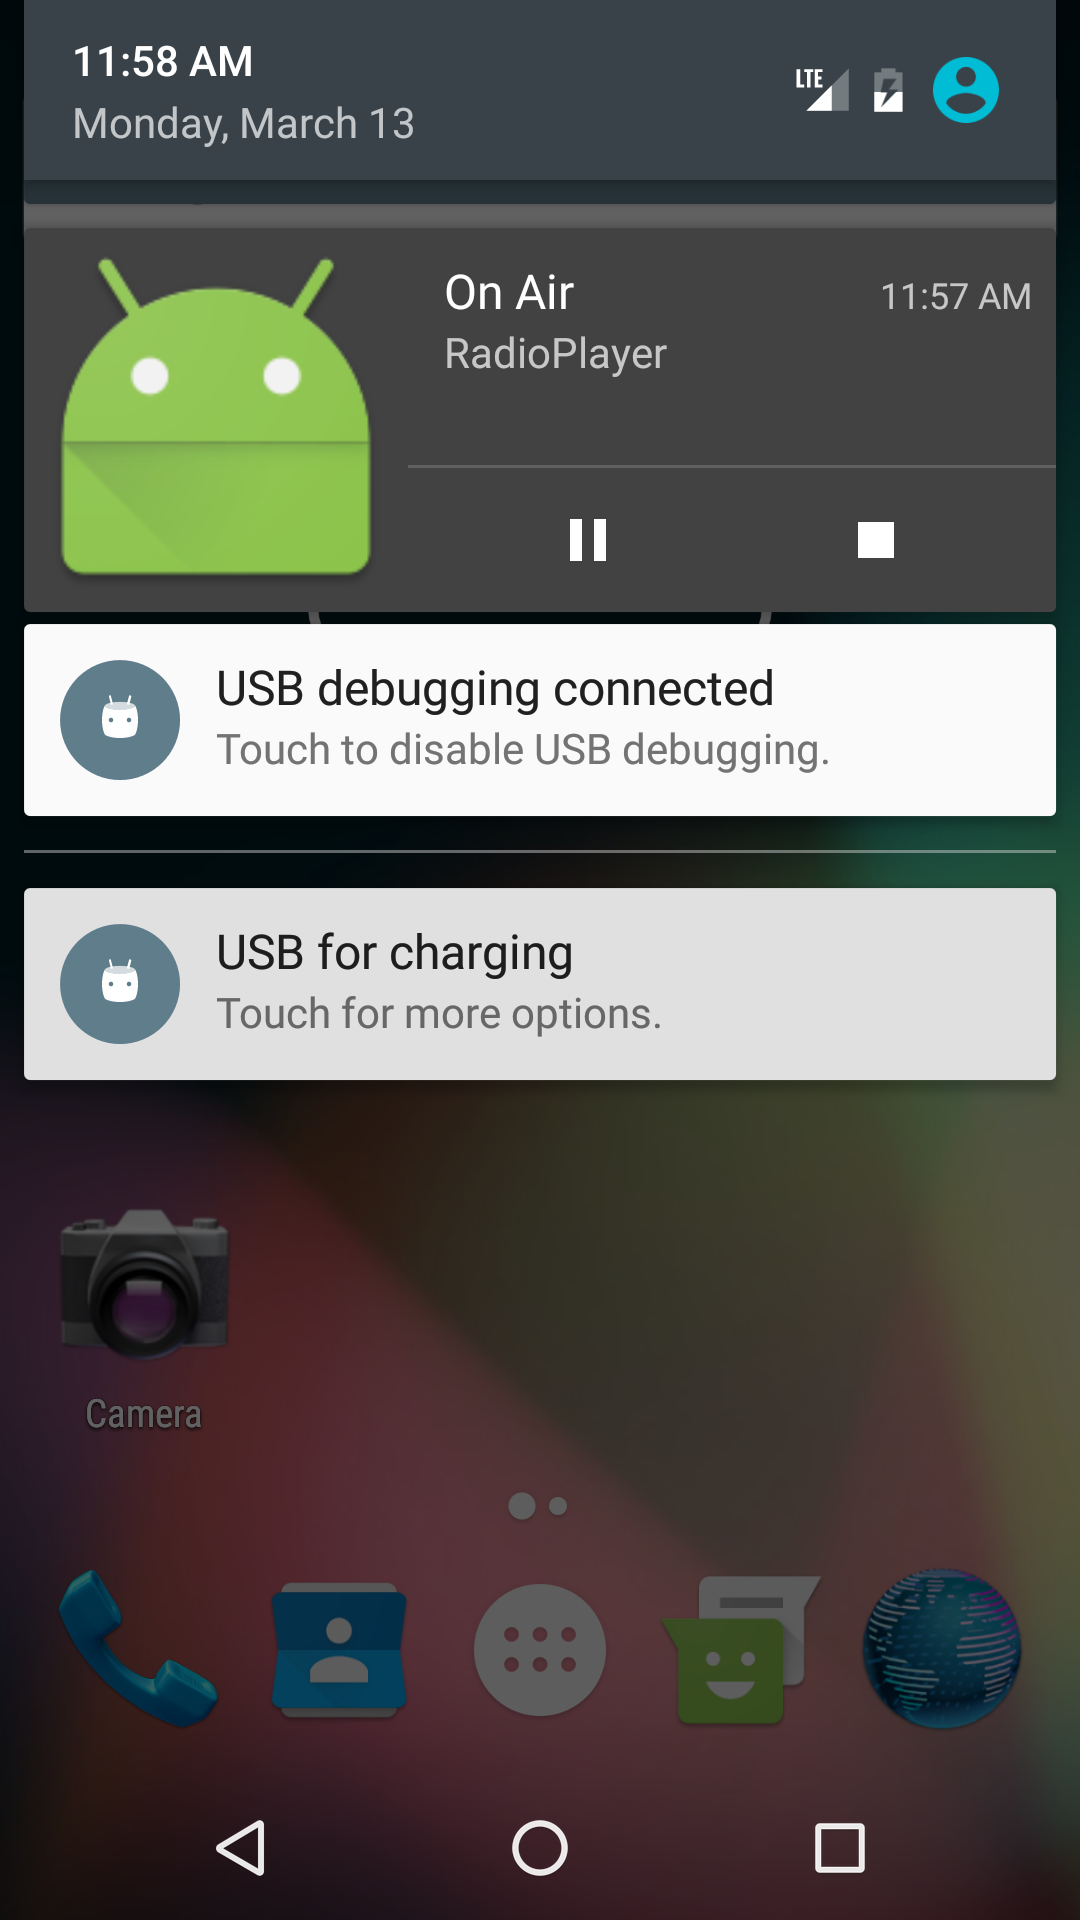 11:58 AM
LTE
Monday, March 13
On Air
11:57 AM
RadioPlayer
USB debugging connected
Touch to disable USB debugging.
USB for charging
Touch for more options.
Camera